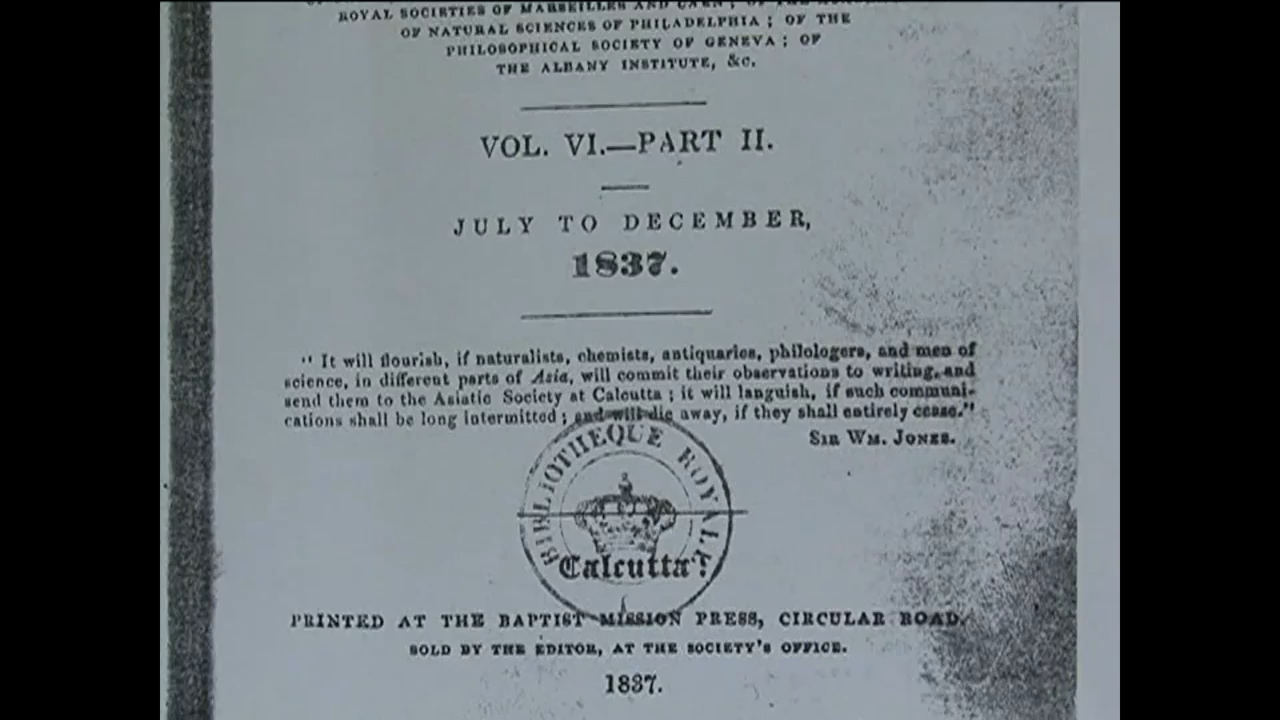 ROYAL SOCIETIES OF MARSEILLES AND CAEN; OF THE
OF NATURAL SCIENCES OF PHILADELPHIA; OF THE
PHILOSOPHICAL SOCIETY OF GENEVA; OF
THE ALBANY INSTITUTE, &c.
VOL. VI.—PART II.
JULY TO DECEMBER,
1837.
"It will flourish, if naturalists, chemists, antiquaries, philologers, and men of
science, in different parts of Asia, will commit their observations to writing, and
send them to the Asiatic Society at Calcutta; it will languish, if such communi-
cations shall be long intermitted; and will die away, if they shall entirely cease."
SIR WM. JONES.
BIBLIOTHEQUE ROYALE
Calcutta:
PRINTED AT THE BAPTIST MISSION PRESS, CIRCULAR ROAD.
SOLD BY THE EDITOR, AT THE SOCIETY'S OFFICE.
1837.